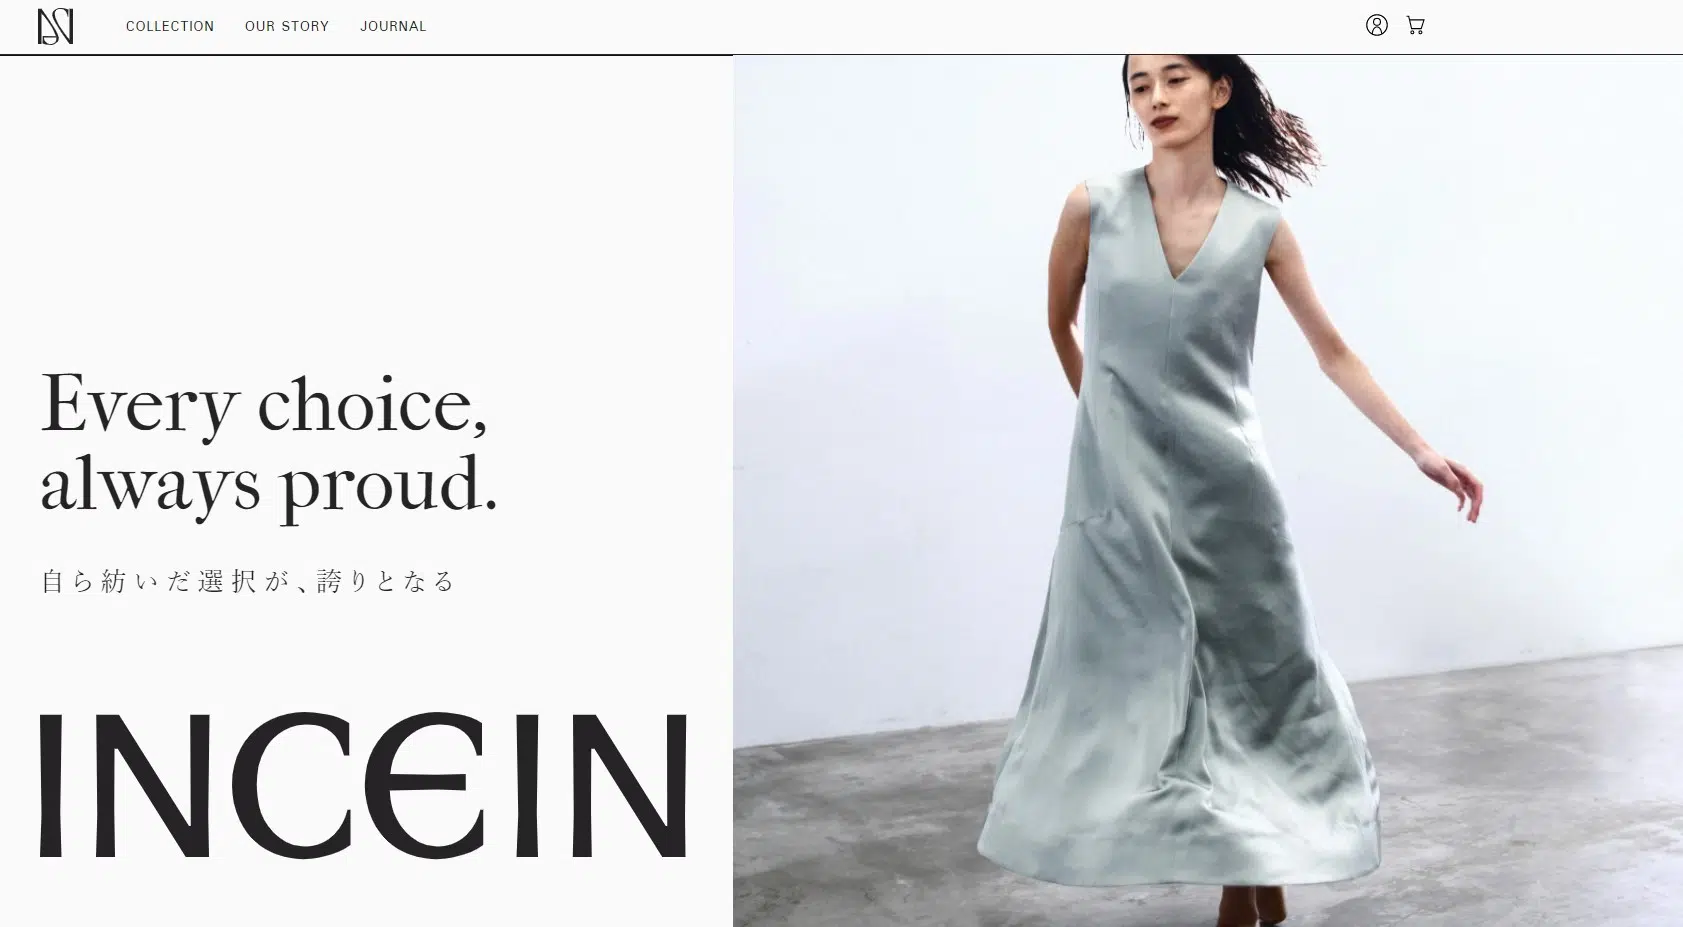 COLLECTION OUR STORY JOURNAL
Every choice,
always proud.
自ら紡いだ選択が、誇りとなる
INCEIN